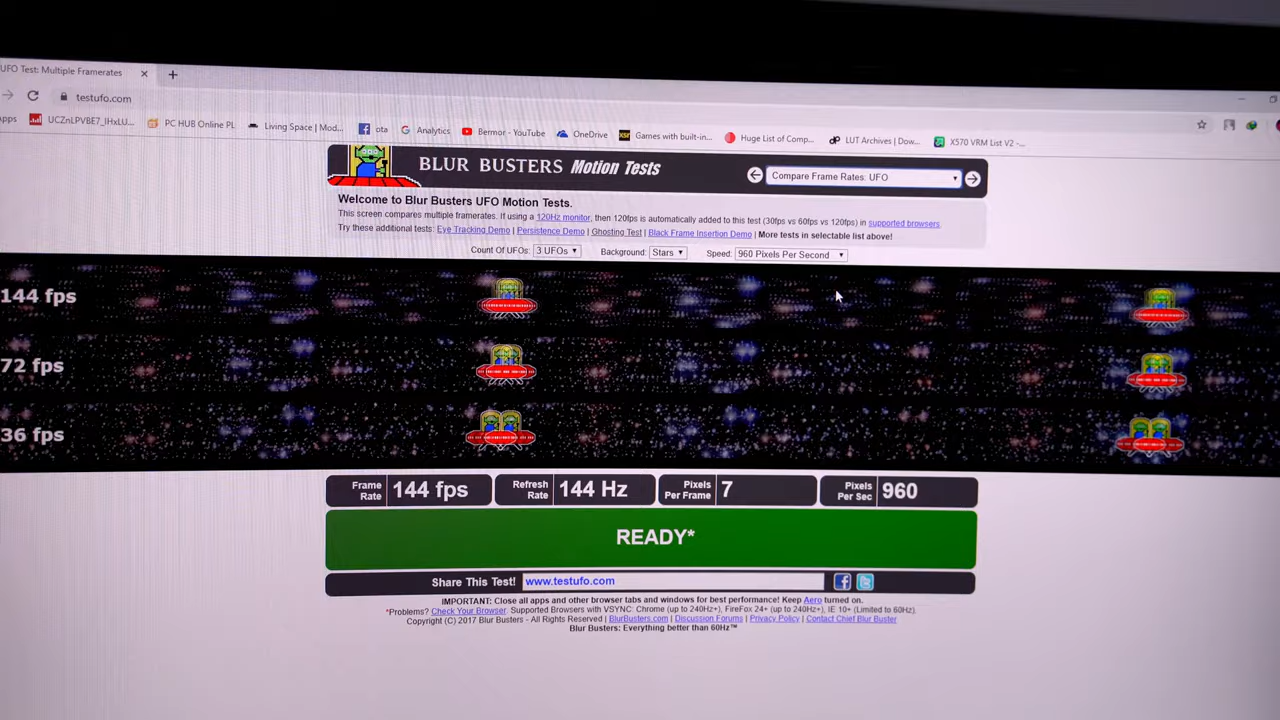 UFO Test: Multiple Framerates
testufo.com
UCZnLPVBE7_IHxLU...
PC HUB Online PL
Living Space | Mod...
ota
Analytics
Bermor - YouTube
OneDrive
xsr
Games with built-in...
Huge List of Comp...
LUT Archives | Dow...
X570 VRM List V2 -...
BLUR BUSTERS Motion Tests
Compare Frame Rates: UFO
Welcome to Blur Busters UFO Motion Tests.
This screen compares multiple framerates. If using a 120Hz monitor, then 120fps is automatically added to this test (30fps vs 60fps vs 120fps) in supported browsers.
Try these additional tests: Eye Tracking Demo | Persistence Demo | Ghosting Test | Black Frame Insertion Demo | More tests in selectable list above!
Count Of UFOs: 3 UFOs Background: Stars Speed: 960 Pixels Per Second
144 fps
72 fps
36 fps
Frame Rate 144 fps
Refresh Rate 144 Hz
Pixels Per Frame 7
Pixels Per Sec 960
READY*
Share This Test! www.testufo.com
IMPORTANT: Close all apps and other browser tabs and windows for best performance! Keep Aero turned on.
*Problems? Check Your Browser. Supported Browsers with VSYNC: Chrome (up to 240Hz+), FireFox 24+ (up to 240Hz+), IE 10+ (Limited to 60Hz).
Copyright (C) 2017 Blur Busters - All Rights Reserved | BlurBusters.com | Discussion Forums | Privacy Policy | Contact Chief Blur Buster
Blur Busters: Everything better than 60Hz™